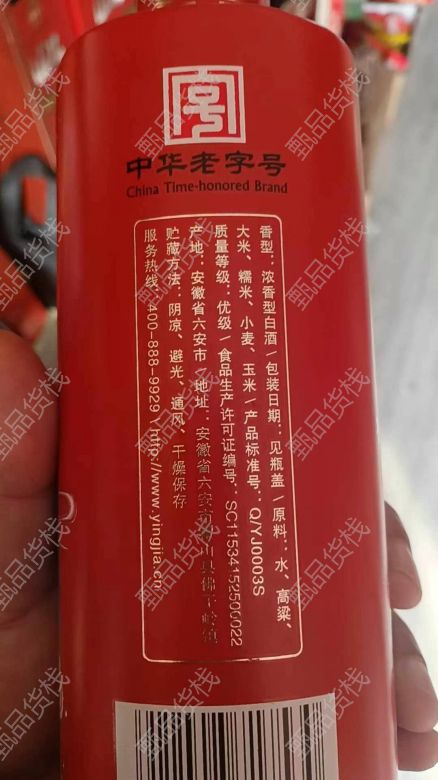 中华老字号
China Time-honored Brand
香型：浓香型白酒/包装日期：见瓶盖/原料：水、高粱、
大米、糯米、小麦、玉米/产品标准号：Q/YJ0003S
质量等级：优级/食品生产许可证编号：SC11534152500022
产地：安徽省六安市/地址：安徽省六安市霍山县佛子岭镇
贮藏方法：阴凉、避光、通风、干燥保存
服务热线：400-888-9929/http://www.yingjia.cn
甄品货栈